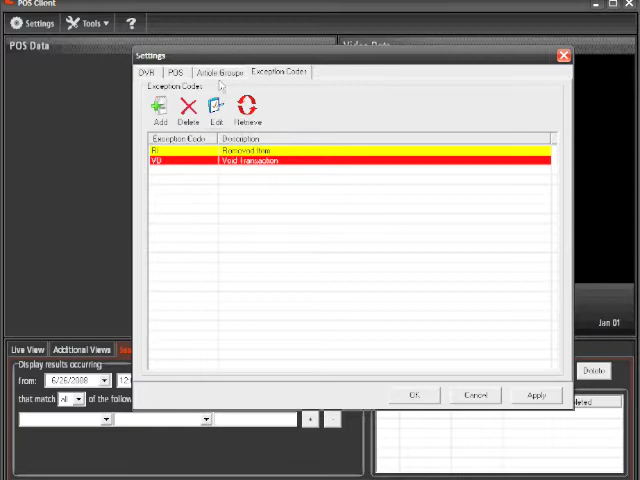 POS Client
Settings Tools ?
POS Data
Video Data
Settings
DVR POS Article Groups Exception Codes
Exception Codes
Add Delete Edit Retrieve
Exception Code Description
RI Removed Item
VD Void Transaction
Jan 01
Live View Additional Views
Display results occurring
Delete
from: 6/26/2008
that match all of the follow
OK Cancel Apply
+ -